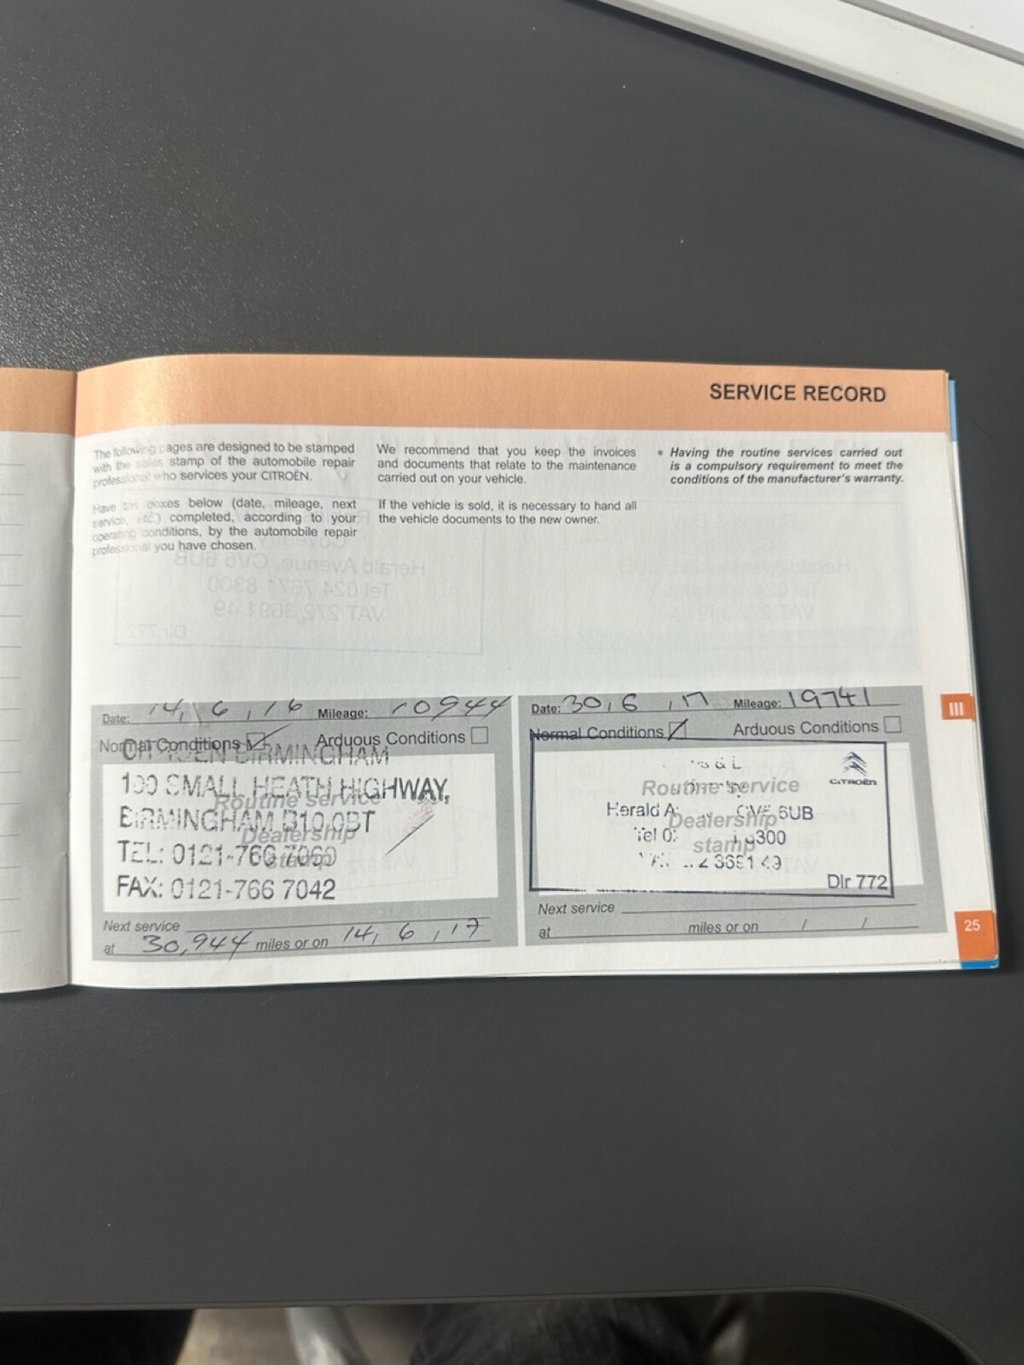 SERVICE RECORD
The following pages are designed to be stamped
with the sales stamp of the automobile repair
professional who services your CITROËN.
Have the boxes below (date, mileage, next
service, etc.) completed, according to your
operating conditions, by the automobile repair
professional you have chosen.
We recommend that you keep the invoices
and documents that relate to the maintenance
carried out on your vehicle.
If the vehicle is sold, it is necessary to hand all
the vehicle documents to the new owner.
• Having the routine services carried out
is a compulsory requirement to meet the
conditions of the manufacturer's warranty.
Date: 14, 6, 16 Mileage: 10944
Normal Conditions Arduous Conditions
CITROEN BIRMINGHAM
100 SMALL HEATH HIGHWAY,
BIRMINGHAM B10 0BT
TEL: 0121-766
FAX: 0121-766 7042
Routine service
Dealership
stamp
Next service
at 30,944 miles or on 14, 6, 17
Date: 30, 6, 17 Mileage: 19741
Normal Conditions Arduous Conditions
CITROËN
Routine service
Herald CV5 6UB
Dealership
Tel
stamp
Dlr 772
Next service
at miles or on / /
III
25